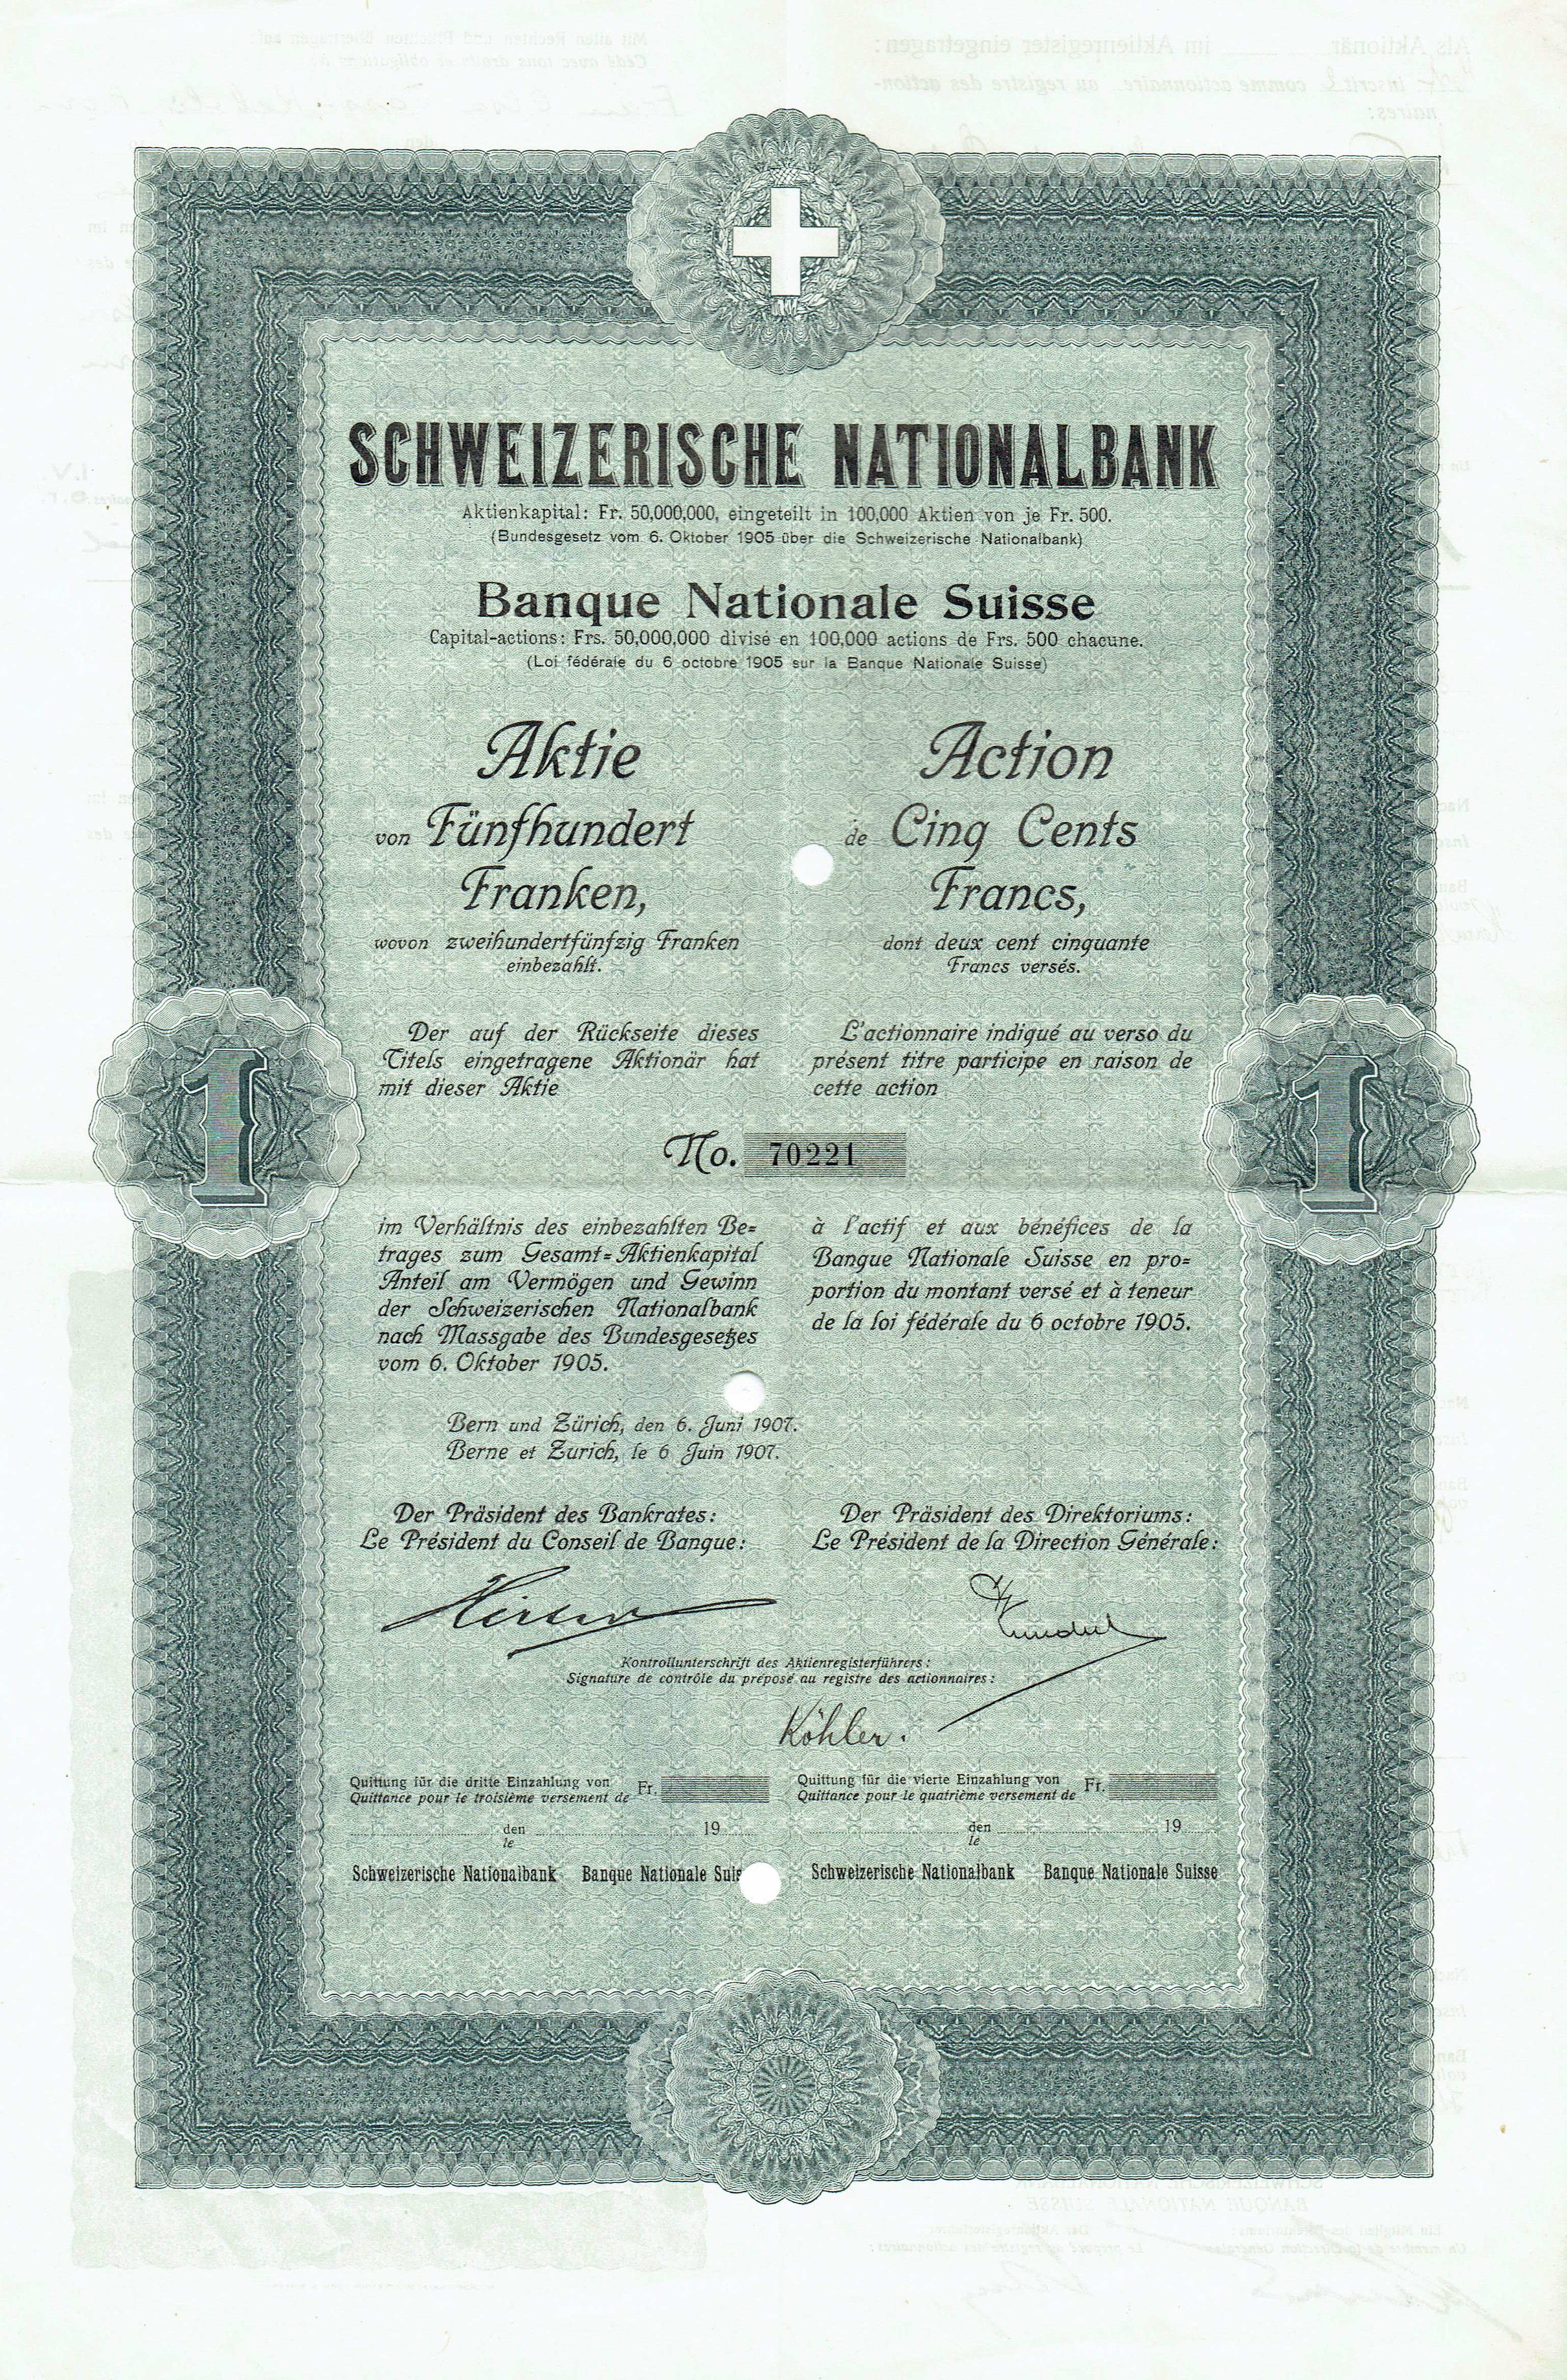 SCHWEIZERISCHE NATIONALBANK
Aktienkapital: Fr. 50,000,000, eingeteilt in 100,000 Aktien von je Fr. 500.
(Bundesgesetz vom 6. Oktober 1905 über die Schweizerische Nationalbank)
Banque Nationale Suisse
Capital-actions: Frs. 50,000,000 divisé en 100,000 actions de Frs. 500 chacune.
(Loi fédérale du 6 octobre 1905 sur la Banque Nationale Suisse)
Aktie
von Fünfhundert
Franken,
wovon zweihundertfünfzig Franken
einbezahlt.
Action
de Cinq Cents
Francs,
dont deux cent cinquante
Francs versés.
Der auf der Rückseite dieses
Titels eingetragene Aktionär hat
mit dieser Aktie
L'actionnaire indiqué au verso du
présent titre participe en raison de
cette action
No. 70221
1
1
im Verhältnis des einbezahlten Be=
trages zum Gesamt=Aktienkapital
Anteil am Vermögen und Gewinn
der Schweizerischen Nationalbank
nach Massgabe des Bundesgesetzes
vom 6. Oktober 1905.
à l'actif et aux bénéfices de la
Banque Nationale Suisse en pro=
portion du montant versé et à teneur
de la loi fédérale du 6 octobre 1905.
Bern und Zürich, den 6. Juni 1907.
Berne et Zurich, le 6 Juin 1907.
Der Präsident des Bankrates:
Le Président du Conseil de Banque:
Der Präsident des Direktoriums:
Le Président de la Direction Générale:
Kontrollunterschrift des Aktienregisterführers:
Signature de contrôle du préposé au registre des actionnaires:
Köhler.
Quittung für die dritte Einzahlung von
Quittance pour le troisième versement de Fr.
den 19
le
Schweizerische Nationalbank Banque Nationale Suis
Quittung für die vierte Einzahlung von
Quittance pour le quatrième versement de Fr.
den 19
le
Schweizerische Nationalbank Banque Nationale Suisse